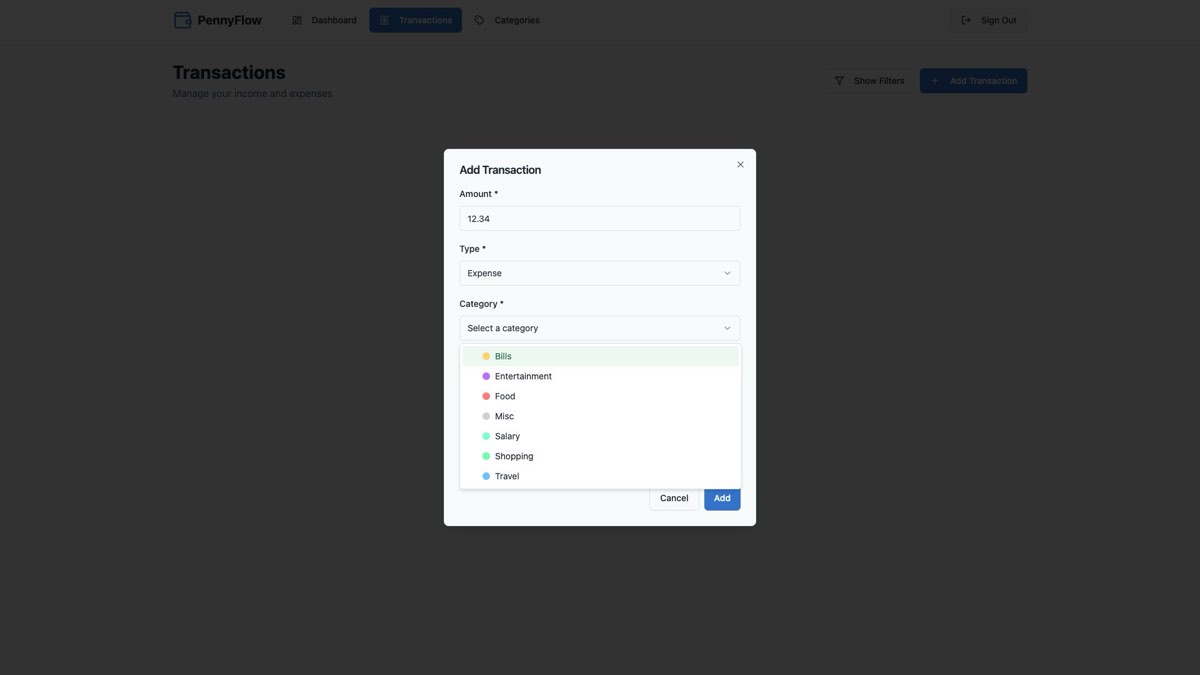 PennyFlow Dashboard Transactions Categories Sign Out
Transactions
Manage your income and expenses
Show Filters Add Transaction
Add Transaction
Amount *
12.34
Type *
Expense
Category *
Select a category
Bills
Entertainment
Food
Misc
Salary
Shopping
Travel
Cancel Add